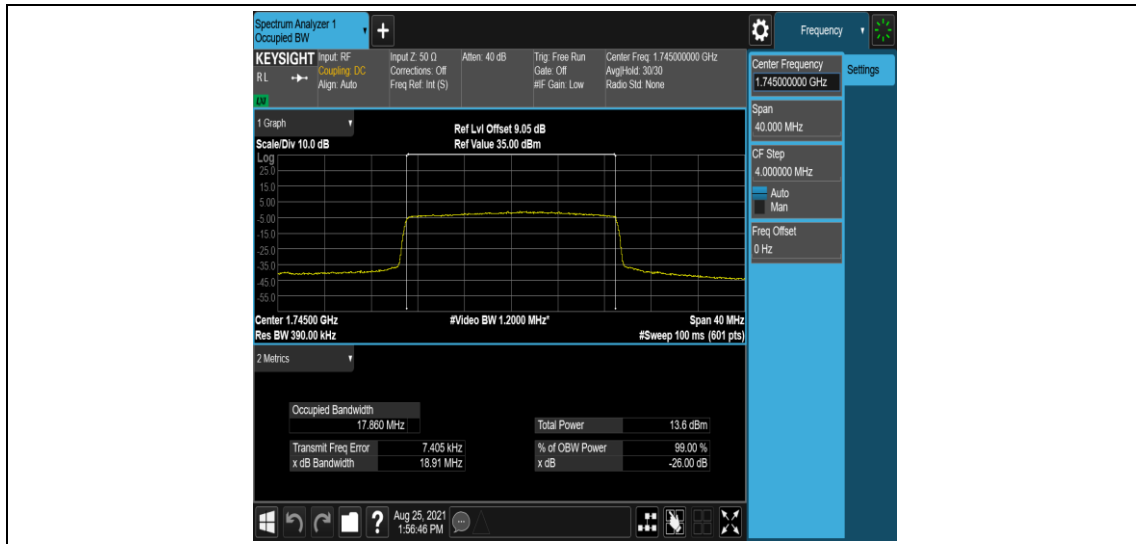 Spectrum Analyzer 1
Occupied BW
+
Frequency
KEYSIGHT Input: RF Input Z: 50 Ω Atten: 40 dB Trig: Free Run Center Freq: 1.745000000 GHz
RL Coupling: DC Corrections: Off Gate: Off Avg|Hold: 30/30
Align: Auto Freq Ref: Int (S) #IF Gain: Low Radio Std: None
LXI
Center Frequency
1.745000000 GHz
Settings
Span
40.000 MHz
CF Step
4.000000 MHz
Auto
Man
Freq Offset
0 Hz
1 Graph
Ref Lvl Offset 9.05 dB
Scale/Div 10.0 dB Ref Value 35.00 dBm
Log
25.0
15.0
5.00
-5.00
-15.0
-25.0
-35.0
-45.0
-55.0
Center 1.74500 GHz #Video BW 1.2000 MHz* Span 40 MHz
Res BW 390.00 kHz #Sweep 100 ms (601 pts)
2 Metrics
Occupied Bandwidth
17.860 MHz Total Power 13.6 dBm
Transmit Freq Error 7.405 kHz % of OBW Power 99.00 %
x dB Bandwidth 18.91 MHz x dB -26.00 dB
? Aug 25, 2021
1:56:46 PM